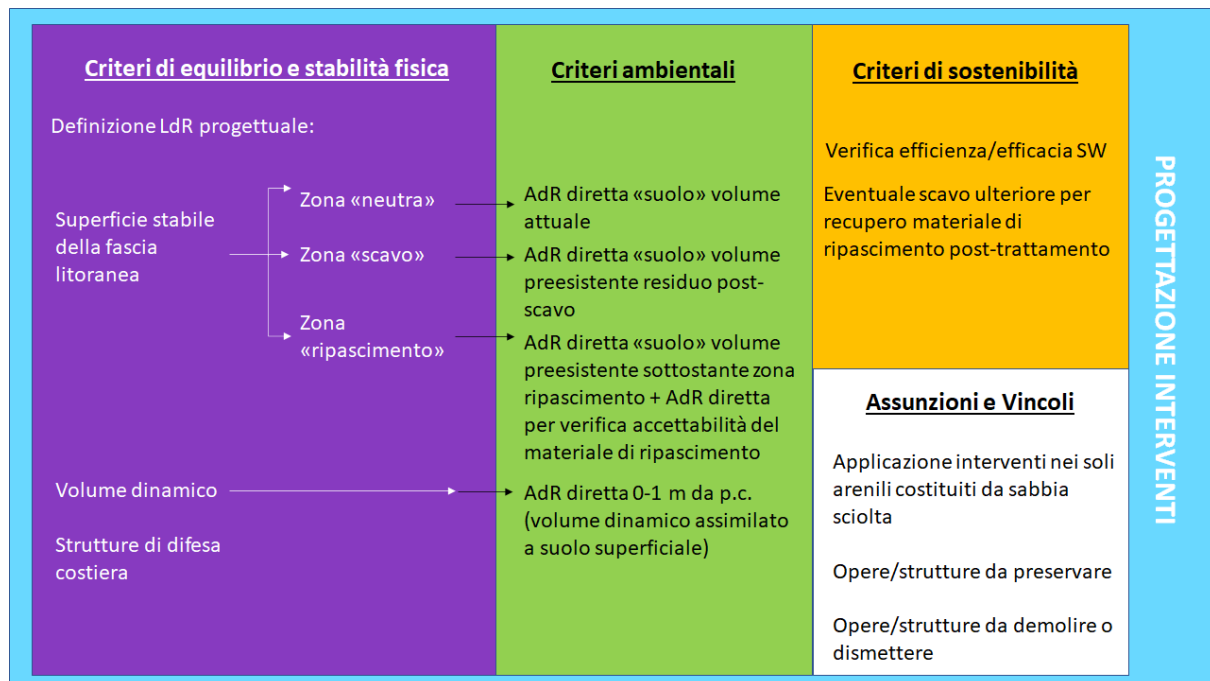 Criteri di equilibrio e stabilità fisica
Definizione LdR progettuale:
Superficie stabile
della fascia
litoranea
Zona «neutra»
Zona «scavo»
Zona
«ripascimento»
Volume dinamico
Strutture di difesa
costiera
Criteri ambientali
AdR diretta «suolo» volume
attuale
AdR diretta «suolo» volume
preesistente residuo post-
scavo
AdR diretta «suolo» volume
preesistente sottostante zona
ripascimento + AdR diretta
per verifica accettabilità del
materiale di ripascimento
AdR diretta 0-1 m da p.c.
(volume dinamico assimilato
a suolo superficiale)
Criteri di sostenibilità
Verifica efficienza/efficacia SW
Eventuale scavo ulteriore per
recupero materiale di
ripascimento post-trattamento
Assunzioni e Vincoli
Applicazione interventi nei soli
arenili costituiti da sabbia
sciolta
Opere/strutture da preservare
Opere/strutture da demolire o
dismettere
PROGETTAZIONE INTERVENTI